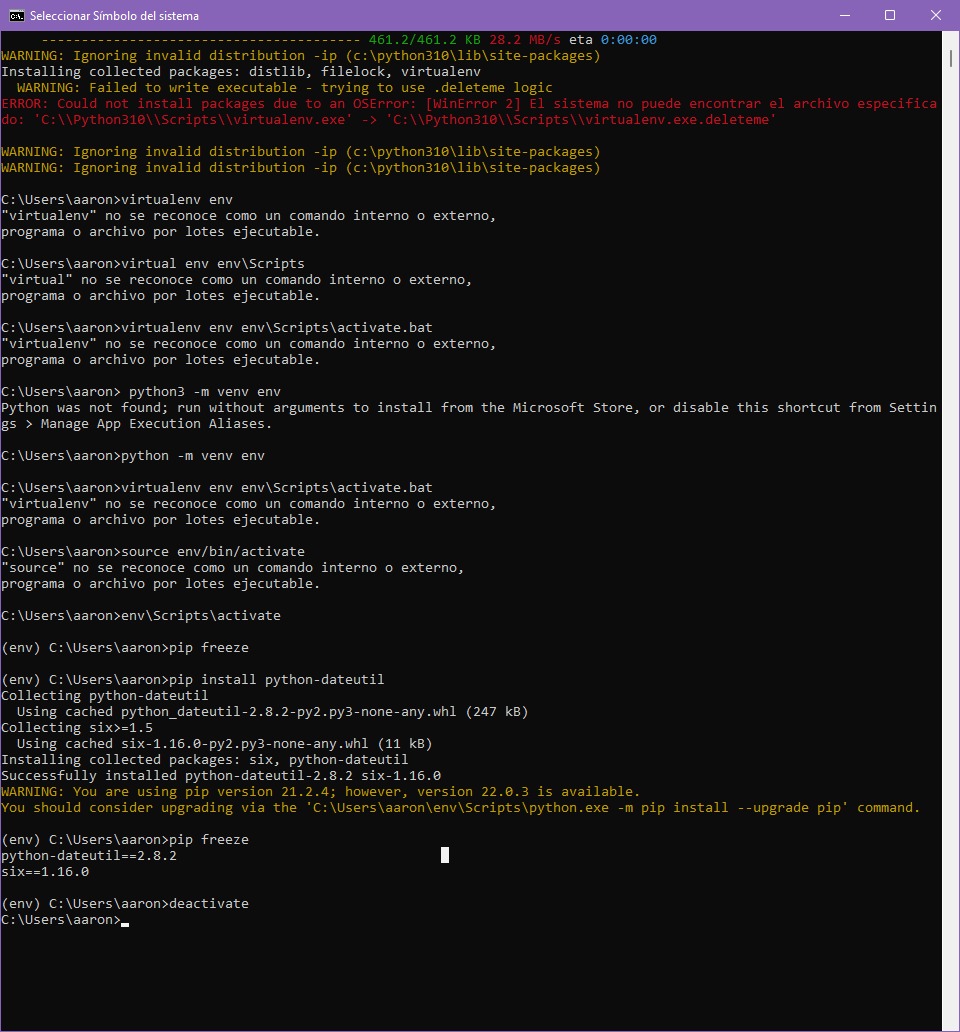 Seleccionar Símbolo del sistema
---------------------------------------- 461.2/461.2 KB 28.2 MB/s eta 0:00:00
WARNING: Ignoring invalid distribution -ip (c:\python310\lib\site-packages)
Installing collected packages: distlib, filelock, virtualenv
  WARNING: Failed to write executable - trying to use .deleteme logic
ERROR: Could not install packages due to an OSError: [WinError 2] El sistema no puede encontrar el archivo especifica
do: 'C:\\Python310\\Scripts\\virtualenv.exe' -> 'C:\\Python310\\Scripts\\virtualenv.exe.deleteme'
WARNING: Ignoring invalid distribution -ip (c:\python310\lib\site-packages)
WARNING: Ignoring invalid distribution -ip (c:\python310\lib\site-packages)
C:\Users\aaron>virtualenv env
"virtualenv" no se reconoce como un comando interno o externo,
programa o archivo por lotes ejecutable.
C:\Users\aaron>virtual env env\Scripts
"virtual" no se reconoce como un comando interno o externo,
programa o archivo por lotes ejecutable.
C:\Users\aaron>virtualenv env env\Scripts\activate.bat
"virtualenv" no se reconoce como un comando interno o externo,
programa o archivo por lotes ejecutable.
C:\Users\aaron> python3 -m venv env
Python was not found; run without arguments to install from the Microsoft Store, or disable this shortcut from Settin
gs > Manage App Execution Aliases.
C:\Users\aaron>python -m venv env
C:\Users\aaron>virtualenv env env\Scripts\activate.bat
"virtualenv" no se reconoce como un comando interno o externo,
programa o archivo por lotes ejecutable.
C:\Users\aaron>source env/bin/activate
"source" no se reconoce como un comando interno o externo,
programa o archivo por lotes ejecutable.
C:\Users\aaron>env\Scripts\activate
(env) C:\Users\aaron>pip freeze
(env) C:\Users\aaron>pip install python-dateutil
Collecting python-dateutil
  Using cached python_dateutil-2.8.2-py2.py3-none-any.whl (247 kB)
Collecting six>=1.5
  Using cached six-1.16.0-py2.py3-none-any.whl (11 kB)
Installing collected packages: six, python-dateutil
Successfully installed python-dateutil-2.8.2 six-1.16.0
WARNING: You are using pip version 21.2.4; however, version 22.0.3 is available.
You should consider upgrading via the 'C:\Users\aaron\env\Scripts\python.exe -m pip install --upgrade pip' command.
(env) C:\Users\aaron>pip freeze
python-dateutil==2.8.2
six==1.16.0
(env) C:\Users\aaron>deactivate
C:\Users\aaron>